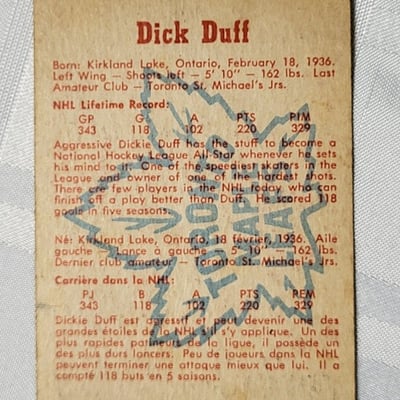 Dick Duff
Born: Kirkland Lake, Ontario, February 18, 1936.
Left Wing — Shoots left — 5' 10" — 162 lbs. Last
Amateur Club — Toronto St. Michael's Jrs.
NHL Lifetime Record:
GP G A PTS PIM
343 118 102 220 329
Aggressive Dickie Duff has the stuff to become a
National Hockey League All-Star whenever he sets
his mind to it. One of the speediest skaters in the
League and owner of one of the hardest shots.
There are few players in the NHL today who can
finish off a play better than Duff. He scored 118
goals in five seasons.
Né: Kirkland Lake, Ontario, 18 février, 1936. Aile
gauche — Lance à gauche — 5' 10" — 162 lbs.
Dernier club amateur — Toronto St. Michael's Jrs.
Carrière dans la NHL:
PJ B A PTS REM
343 118 102 220 329
Dickie Duff est agressif et peut devenir une des
grandes étoiles de la NHL s'il s'y applique. Un des
plus rapides patineurs de la ligue, il possède un
des plus durs lancers. Peu de joueurs dans la NHL
peuvent terminer une attaque mieux que lui. Il a
compté 118 buts en 5 saisons.
TORONTO
MAPLE
LEAFS